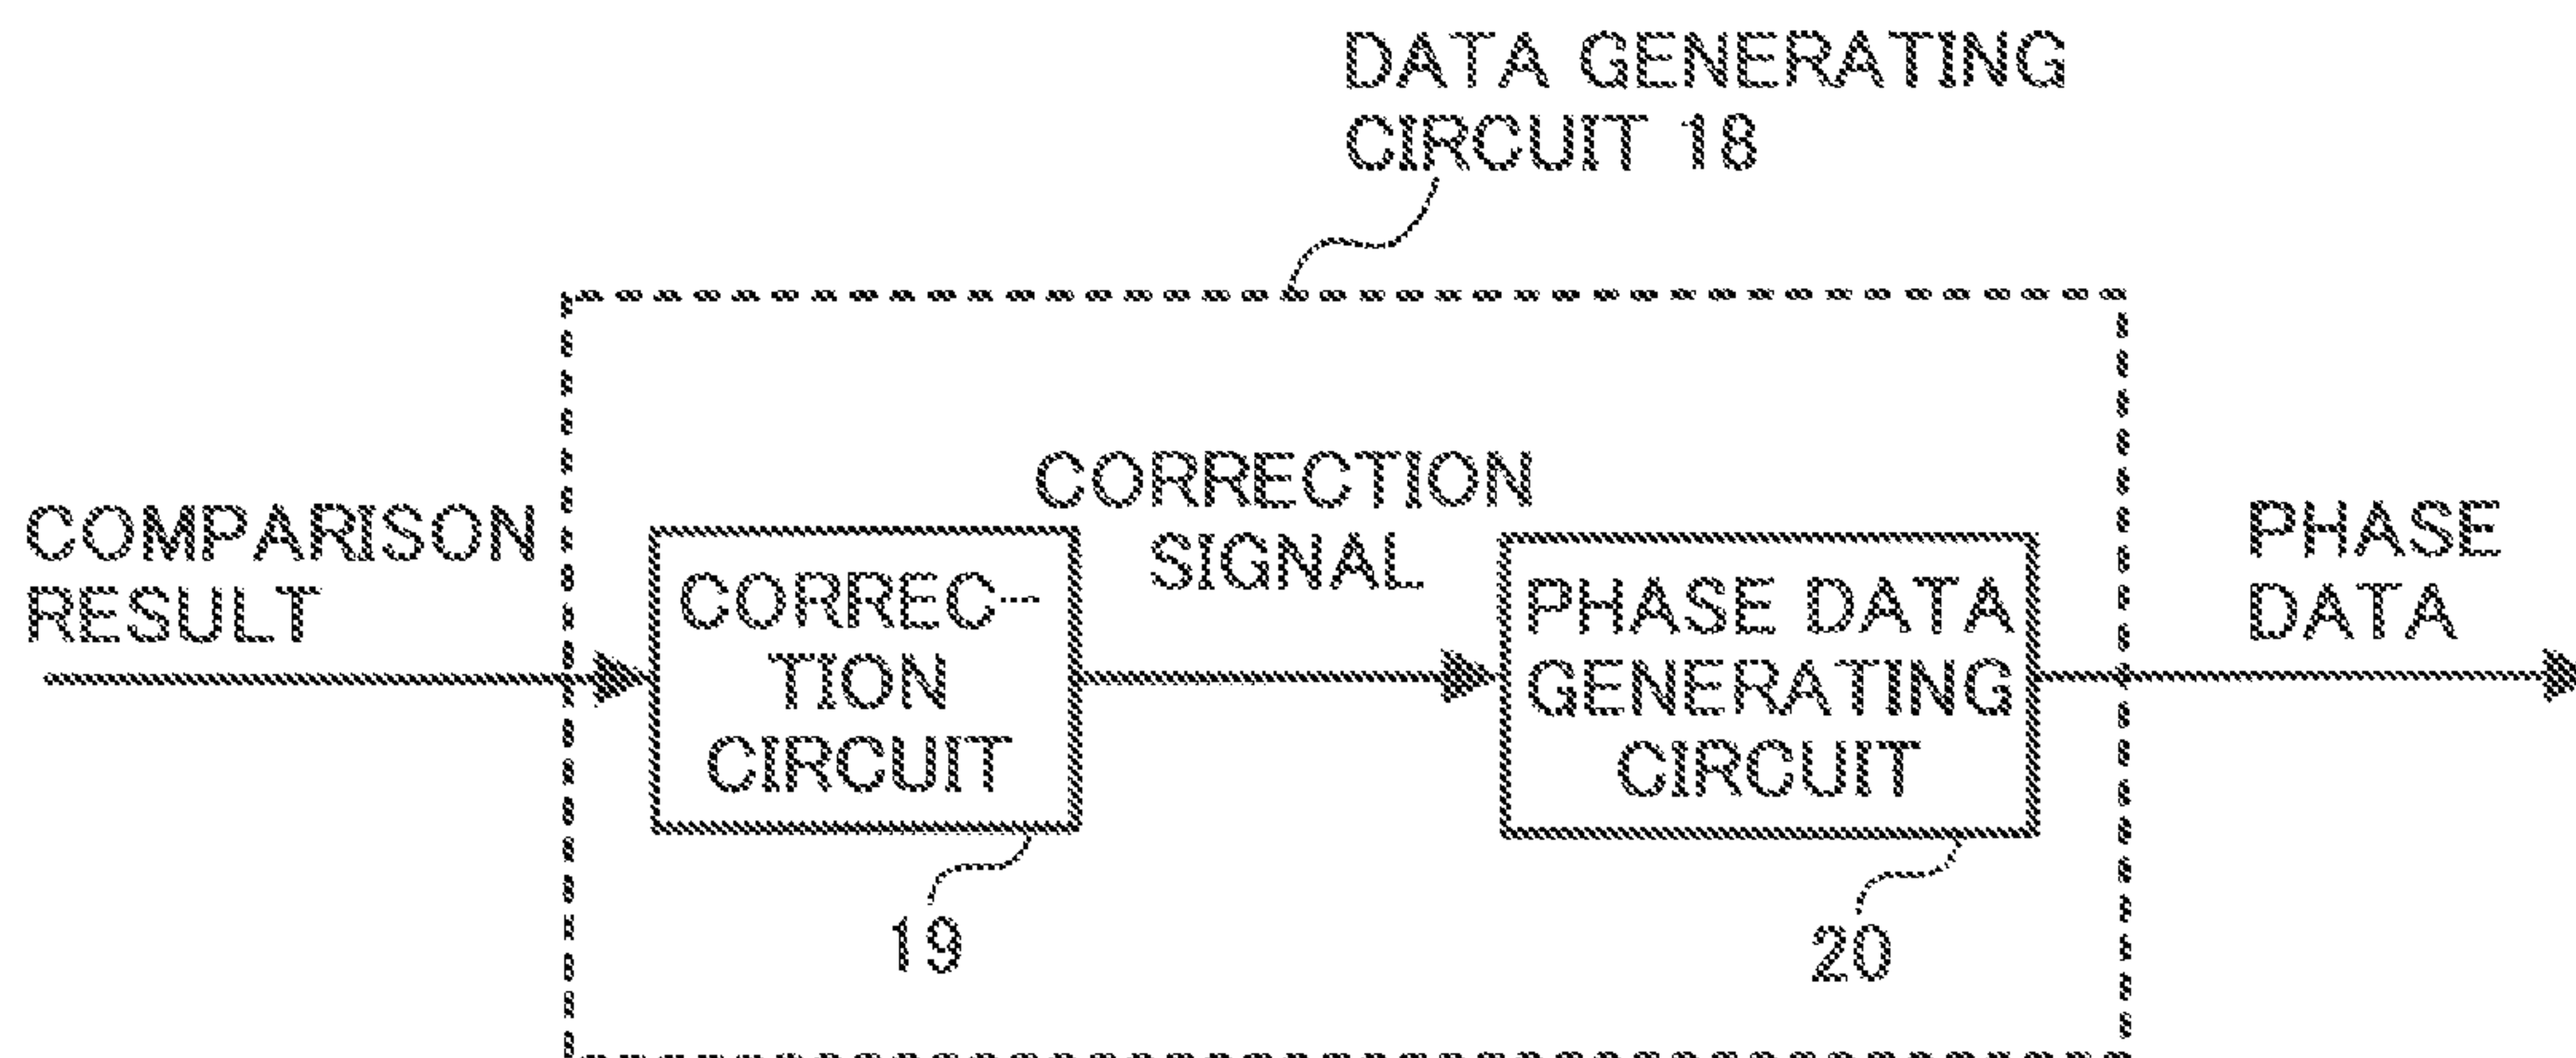 DATA GENERATING
CIRCUIT 18
COMPARISON
RESULT
CORREC-
TION
CIRCUIT
19
CORRECTION
SIGNAL
PHASE DATA
GENERATING
CIRCUIT
20
PHASE
DATA